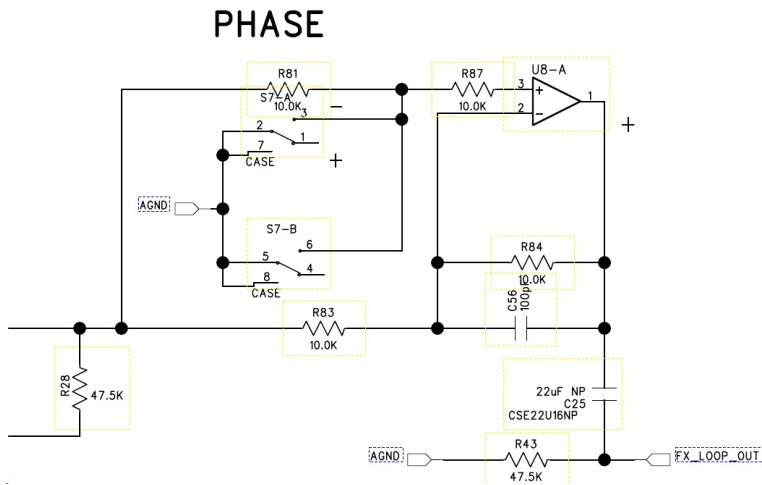 PHASE
R81
S7-A
10.0K
R87
10.0K
U8-A
3
+
2
−
1
+
−
3
2
1
7
CASE
+
AGND
S7-B
6
5
4
8
CASE
R84
10.0K
C56
100pF
R83
10.0K
R28
47.5K
22uF NP
C25
CSE22U16NP
AGND
R43
47.5K
FX_LOOP_OUT